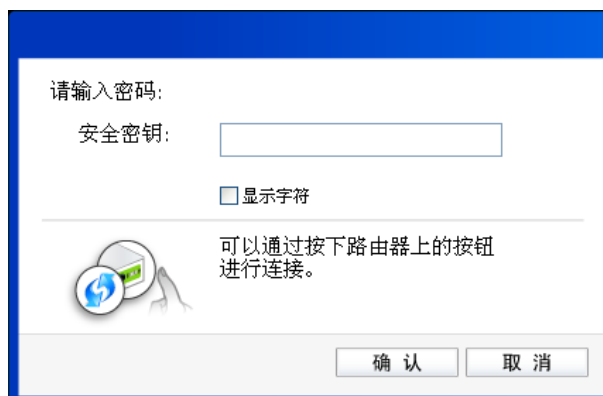 请输入密码:
安全密钥:
显示字符
可以通过按下路由器上的按钮
进行连接。
确 认
取 消